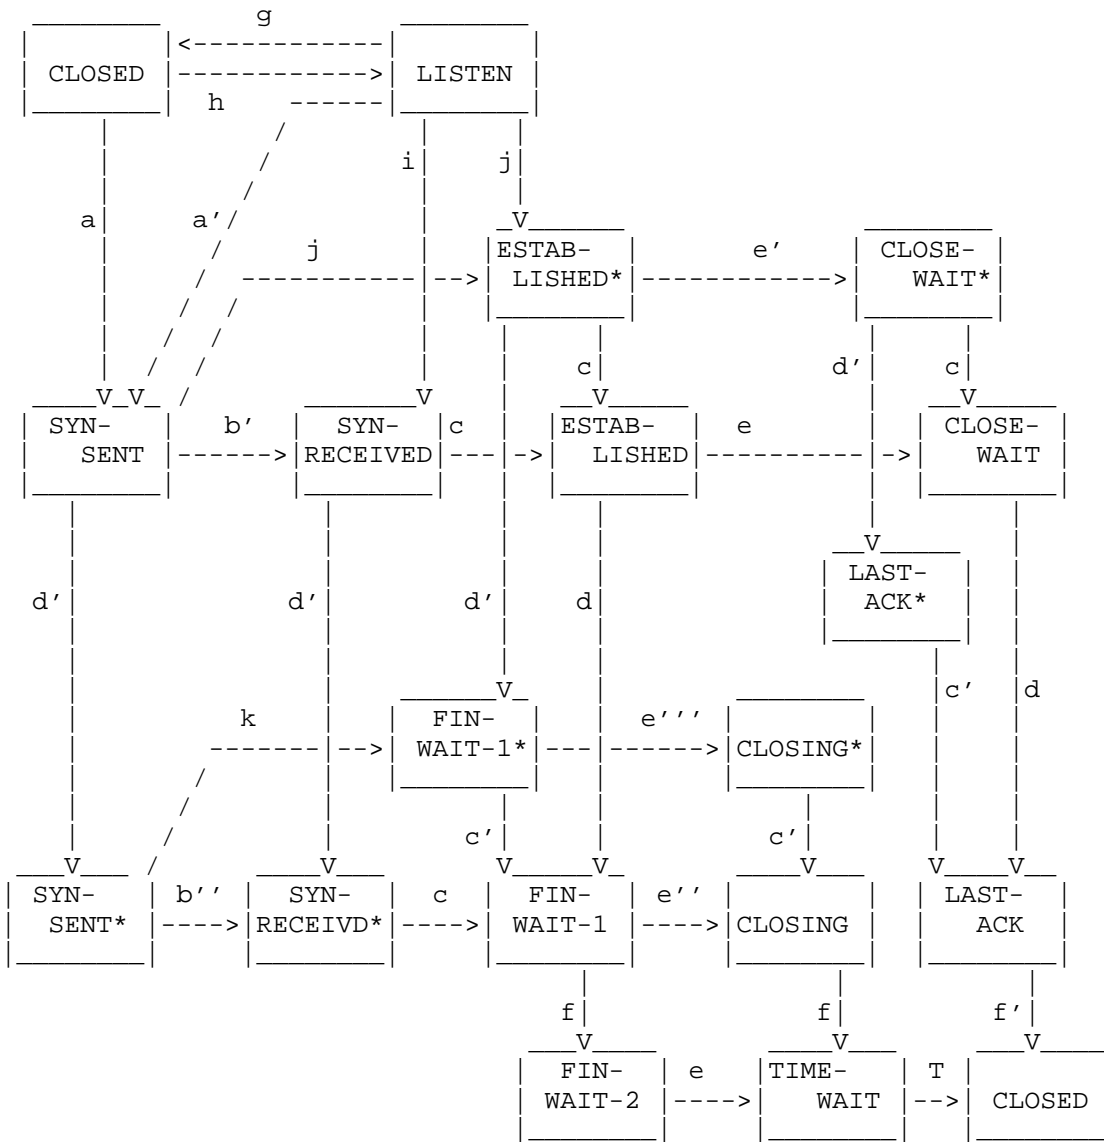 g
CLOSED LISTEN
h
i j
a a'
j ESTAB- e' CLOSE-
LISHED* WAIT*
c d' c
SYN- b' SYN- c ESTAB- e CLOSE-
SENT RECEIVED LISHED WAIT
LAST-
d' d' d' d ACK*
k FIN- e''' c' d
WAIT-1* CLOSING*
c' c'
SYN- b'' SYN- c FIN- e'' LAST-
SENT* RECEIVD* WAIT-1 CLOSING ACK
f f f'
FIN- e TIME- T
WAIT-2 WAIT CLOSED